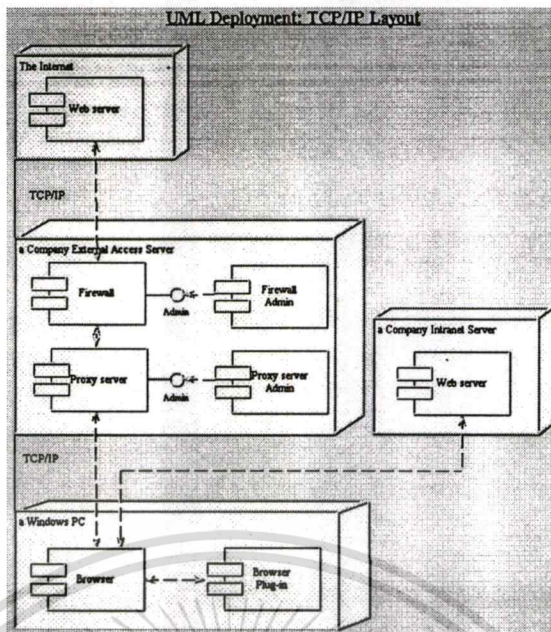 UML Deployment: TCP/IP Layout
The Internet
Web server
TCP/IP
a Company External Access Server
Firewall
Admin
Firewall
Admin
Proxy server
Admin
Proxy server
Admin
a Company Intranet Server
Web server
TCP/IP
a Windows PC
Browser
Browser
Plug-in